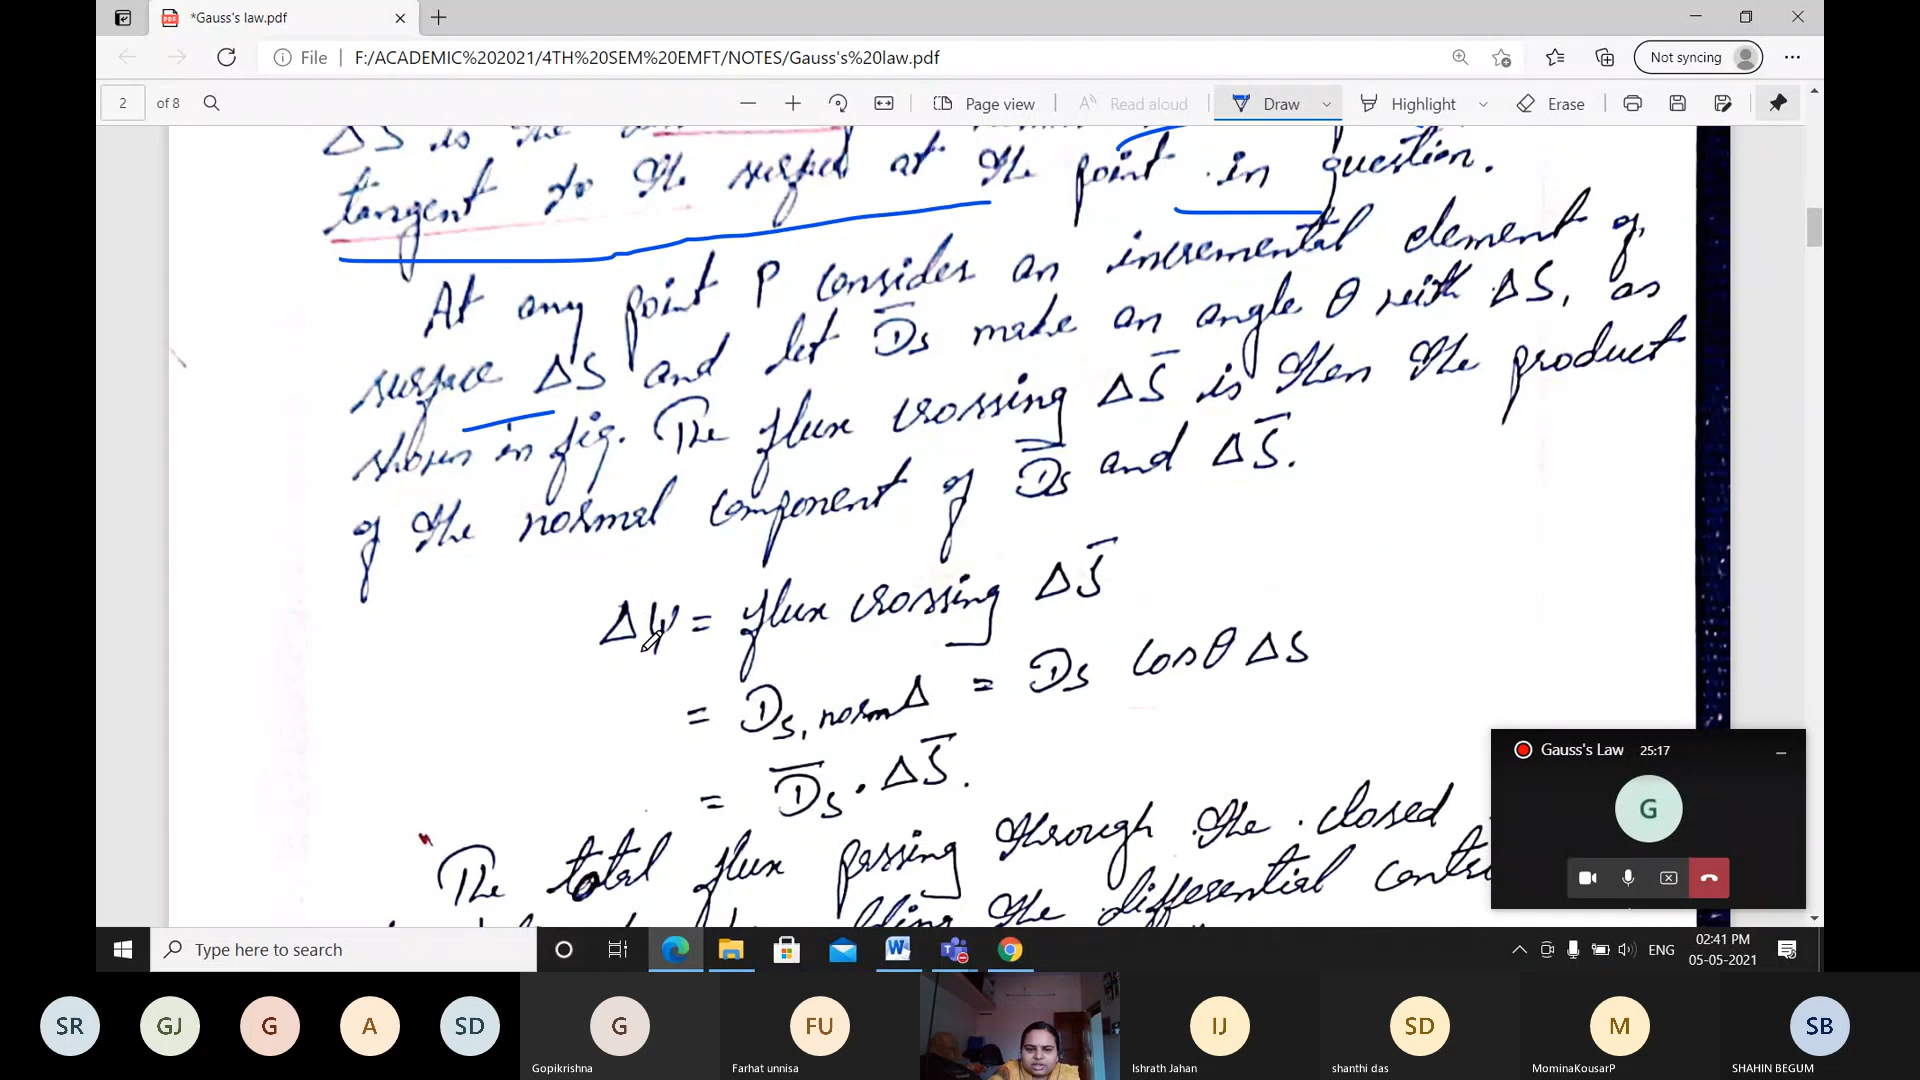 *Gauss's law.pdf
File F:/ACADEMIC%202021/4TH%20SEM%20EMFT/NOTES/Gauss's%20law.pdf
Not syncing
2 of 8
Page view
Read aloud
Draw
Highlight
Erase
ΔS is the
tangent to the surface at the point in question.
At any point P consider an incremental element of
surface ΔS and let D̅s make an angle θ with ΔS, as
shown in fig. The flux crossing ΔS̅ is then the product
of the normal component of D̅s and ΔS̅.
ΔΨ = flux crossing ΔS̅
= Ds, norm Δ = Ds cosθ ΔS
= D̅s . ΔS̅.
The total flux passing through the closed
the differential
Gauss's Law 25:17
G
Type here to search
ENG
02:41 PM
05-05-2021
SR GJ G A SD G FU IJ SD M SB
Gopikrishna Farhat unnisa Ishrath Jahan shanthi das MominaKousarP SHAHIN BEGUM